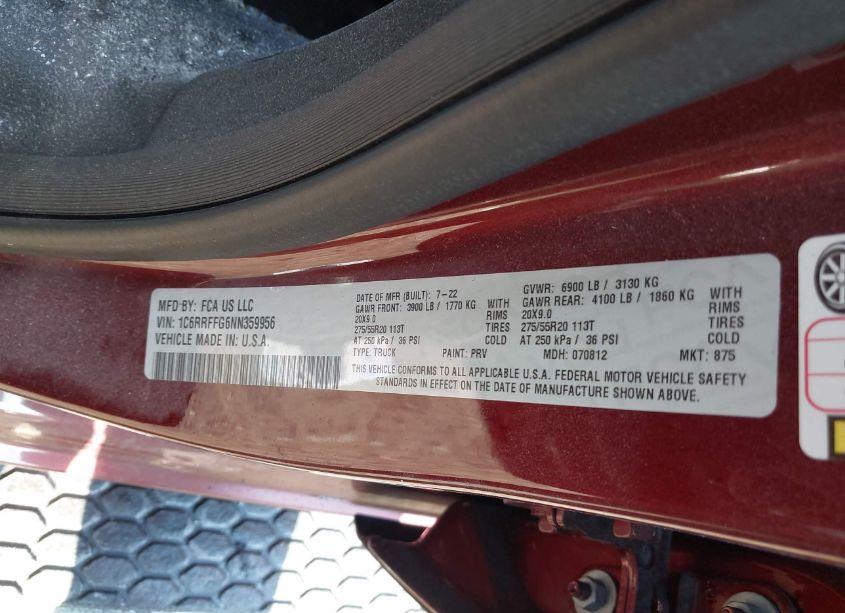 MFD BY: FCA US LLC
VIN: 1C6RRFFG6NN359956
VEHICLE MADE IN: U.S.A.
DATE OF MFR (BUILT): 7-22
GAWR FRONT: 3900 LB / 1770 KG WITH
20X9.0 RIMS
275/55R20 113T TIRES
AT 250 kPa / 36 PSI COLD
TYPE: TRUCK PAINT: PRV
GVWR: 6900 LB / 3130 KG
GAWR REAR: 4100 LB / 1860 KG WITH
20X9.0 RIMS
275/55R20 113T TIRES
AT 250 kPa / 36 PSI COLD
MDH: 070812 MKT: 875
THIS VEHICLE CONFORMS TO ALL APPLICABLE U.S.A. FEDERAL MOTOR VEHICLE SAFETY
STANDARDS IN EFFECT ON THE DATE OF MANUFACTURE SHOWN ABOVE.